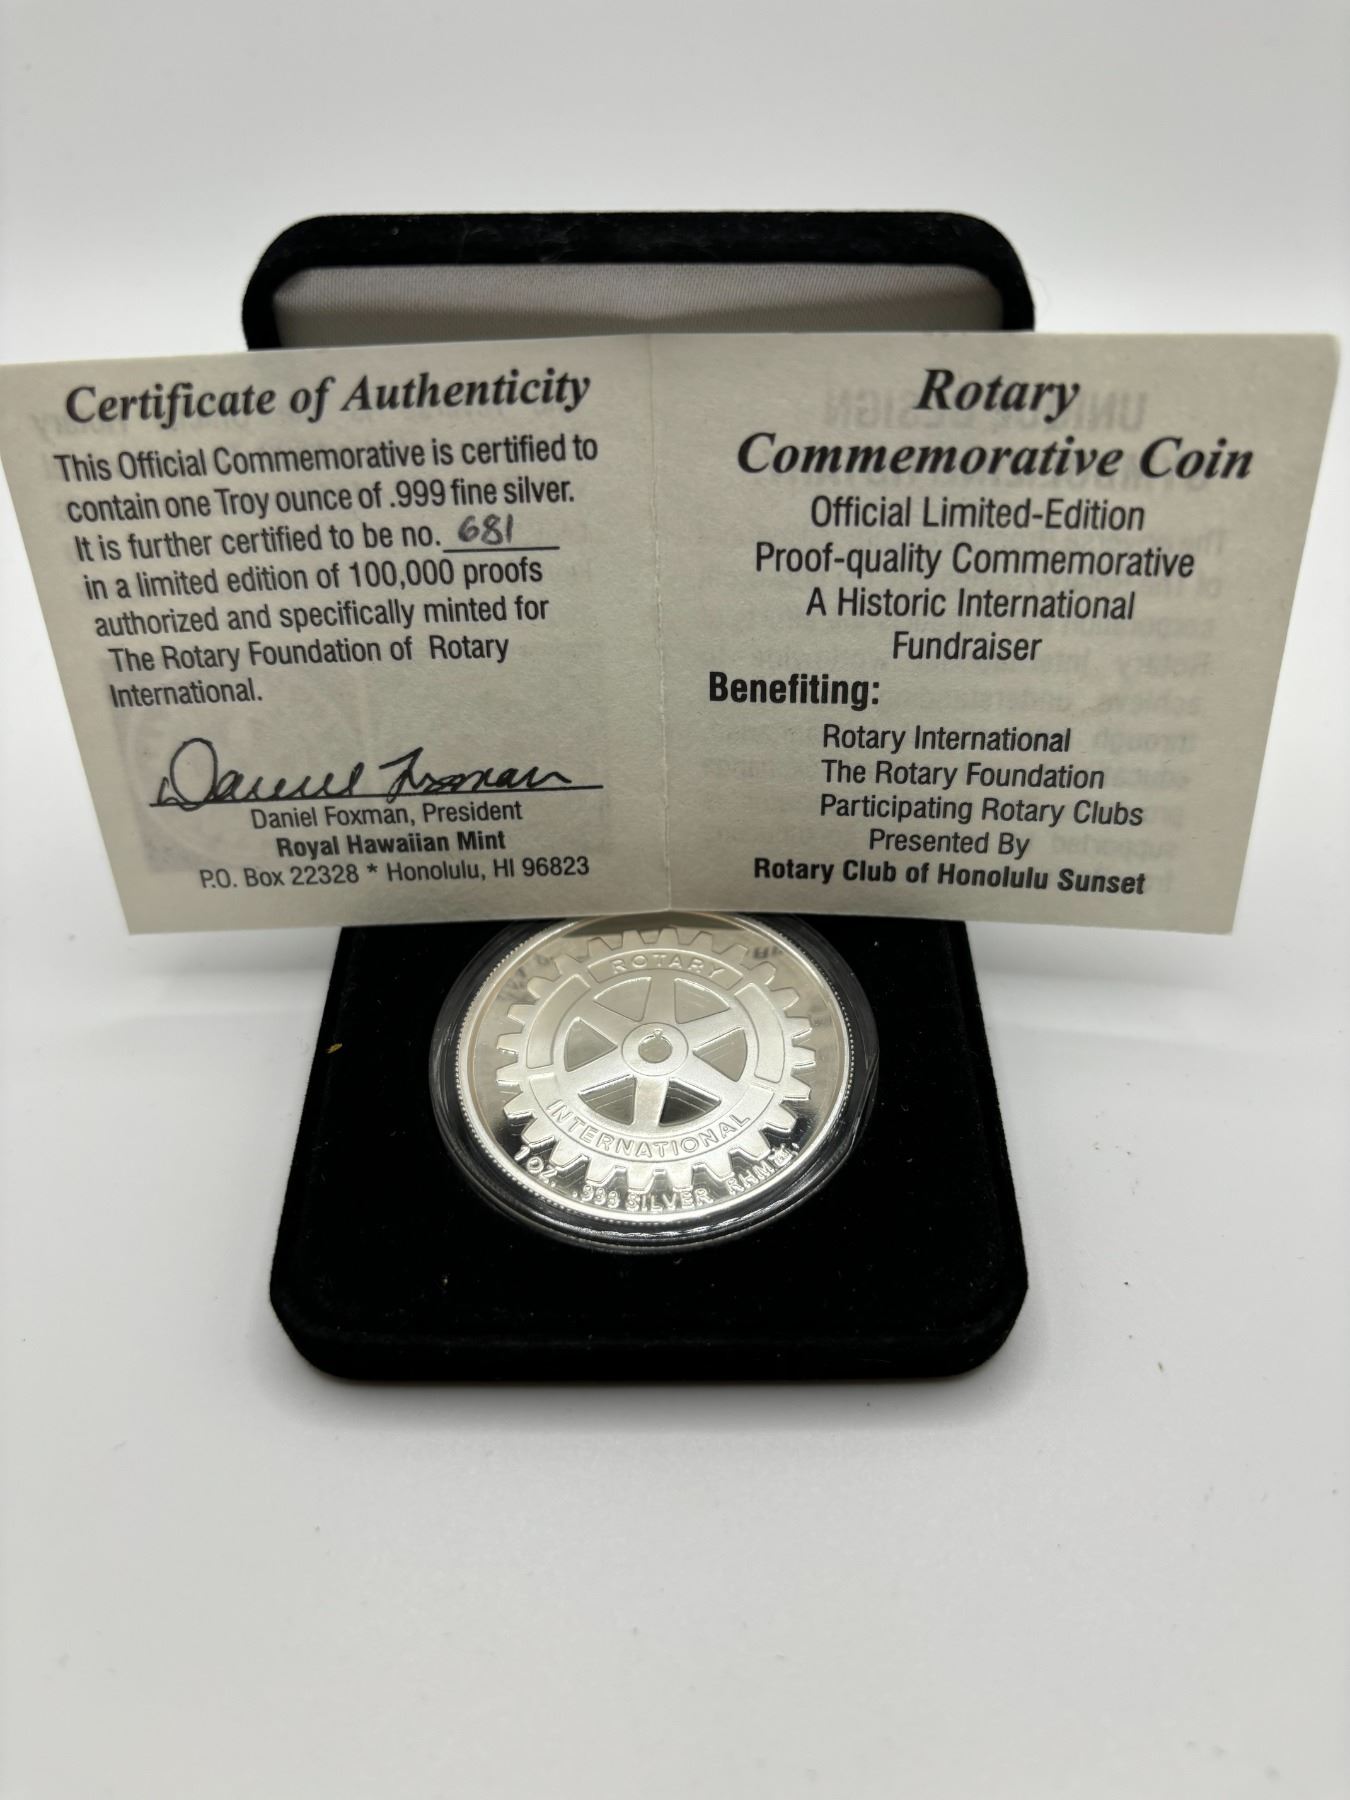 Certificate of Authenticity
This Official Commemorative is certified to
contain one Troy ounce of .999 fine silver.
It is further certified to be no. 681
in a limited edition of 100,000 proofs
authorized and specifically minted for
The Rotary Foundation of Rotary
International.
Daniel Foxman
Daniel Foxman, President
Royal Hawaiian Mint
P.O. Box 22328 * Honolulu, HI 96823
Rotary
Commemorative Coin
Official Limited-Edition
Proof-quality Commemorative
A Historic International
Fundraiser
Benefiting:
Rotary International
The Rotary Foundation
Participating Rotary Clubs
Presented By
Rotary Club of Honolulu Sunset
ROTARY
INTERNATIONAL
1 OZ. .999 SILVER RHM